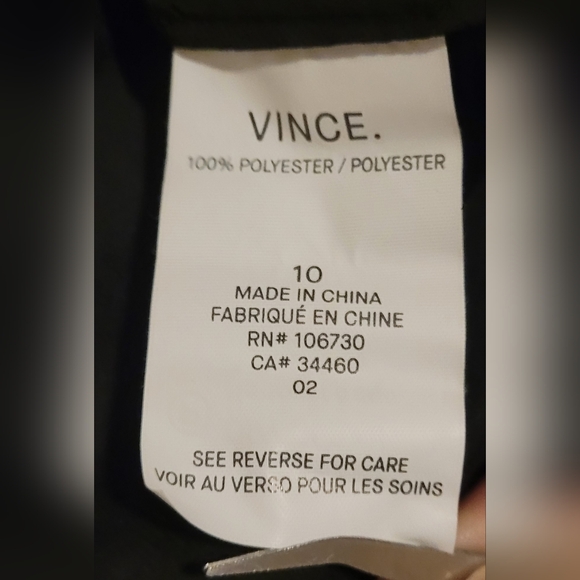 VINCE.
100% POLYESTER / POLYESTER
10
MADE IN CHINA
FABRIQUÉ EN CHINE
RN# 106730
CA# 34460
02
SEE REVERSE FOR CARE
VOIR AU VERSO POUR LES SOINS